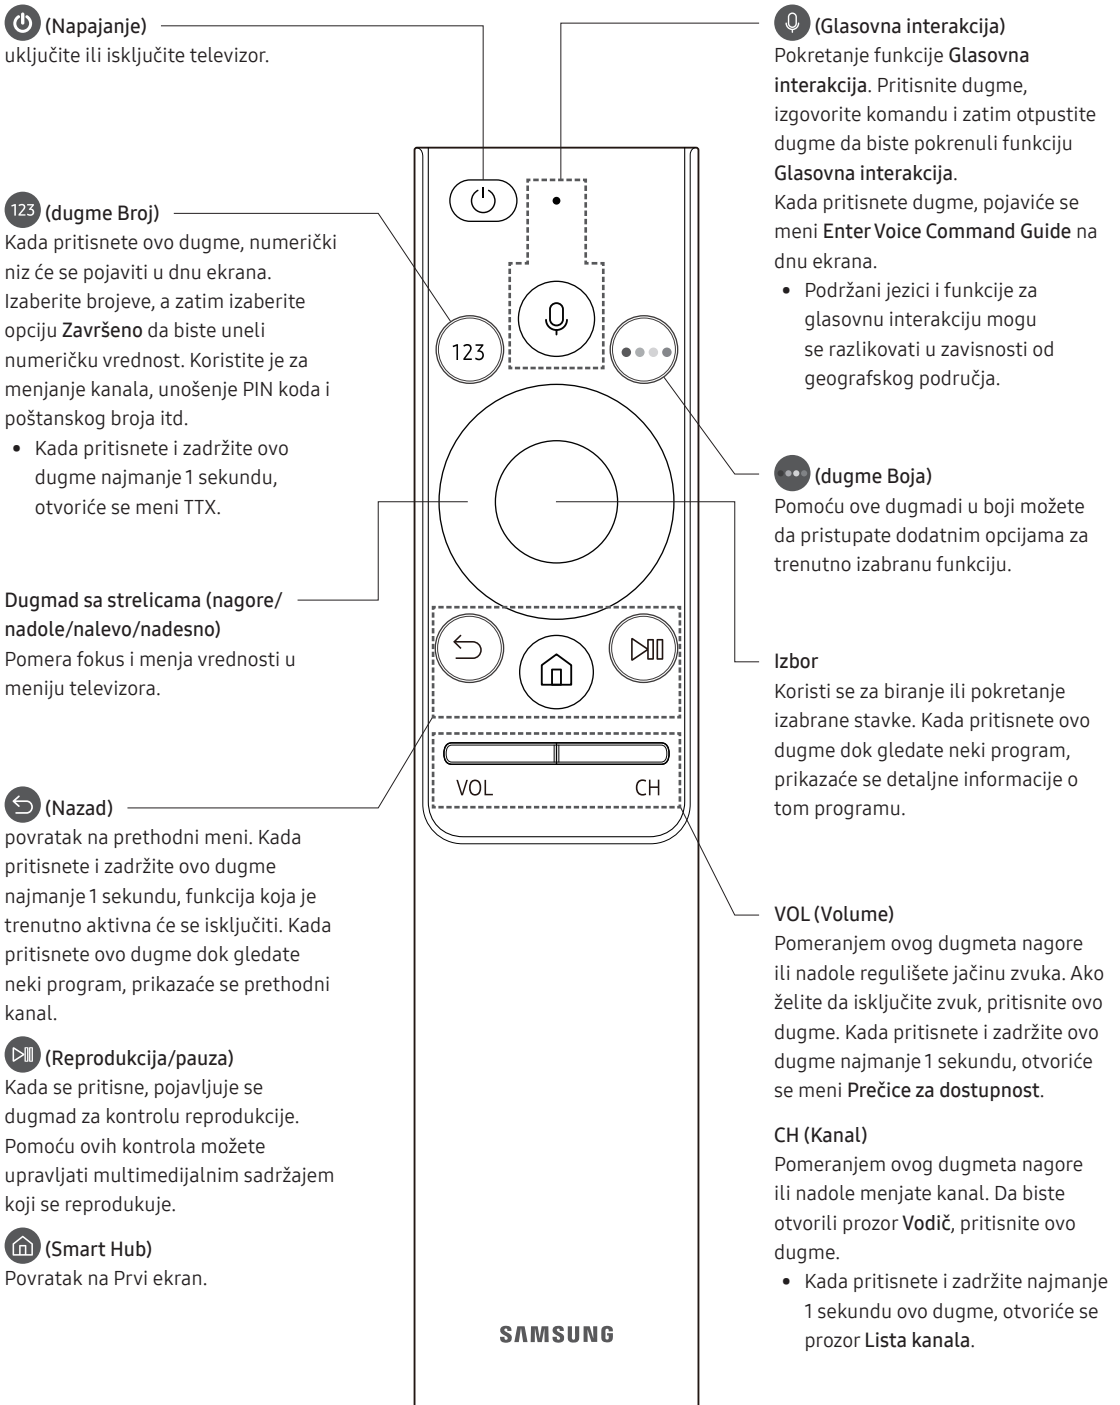 (Napajanje)
uključite ili isključite televizor.
123 (dugme Broj)
Kada pritisnete ovo dugme, numerički
niz će se pojaviti u dnu ekrana.
Izaberite brojeve, a zatim izaberite
opciju Završeno da biste uneli
numeričku vrednost. Koristite je za
menjanje kanala, unošenje PIN koda i
poštanskog broja itd.
• Kada pritisnete i zadržite ovo
dugme najmanje 1 sekundu,
otvoriće se meni TTX.
Dugmad sa strelicama (nagore/
nadole/nalevo/nadesno)
Pomera fokus i menja vrednosti u
meniju televizora.
(Nazad)
povratak na prethodni meni. Kada
pritisnete i zadržite ovo dugme
najmanje 1 sekundu, funkcija koja je
trenutno aktivna će se isključiti. Kada
pritisnete ovo dugme dok gledate
neki program, prikazaće se prethodni
kanal.
(Reprodukcija/pauza)
Kada se pritisne, pojavljuje se
dugmad za kontrolu reprodukcije.
Pomoću ovih kontrola možete
upravljati multimedijalnim sadržajem
koji se reprodukuje.
(Smart Hub)
Povratak na Prvi ekran.
123
VOL
CH
SAMSUNG
(Glasovna interakcija)
Pokretanje funkcije Glasovna
interakcija. Pritisnite dugme,
izgovorite komandu i zatim otpustite
dugme da biste pokrenuli funkciju
Glasovna interakcija.
Kada pritisnete dugme, pojaviće se
meni Enter Voice Command Guide na
dnu ekrana.
• Podržani jezici i funkcije za
glasovnu interakciju mogu
se razlikovati u zavisnosti od
geografskog područja.
(dugme Boja)
Pomoću ove dugmadi u boji možete
da pristupate dodatnim opcijama za
trenutno izabranu funkciju.
Izbor
Koristi se za biranje ili pokretanje
izabrane stavke. Kada pritisnete ovo
dugme dok gledate neki program,
prikazaće se detaljne informacije o
tom programu.
VOL (Volume)
Pomeranjem ovog dugmeta nagore
ili nadole regulišete jačinu zvuka. Ako
želite da isključite zvuk, pritisnite ovo
dugme. Kada pritisnete i zadržite ovo
dugme najmanje 1 sekundu, otvoriće
se meni Prečice za dostupnost.
CH (Kanal)
Pomeranjem ovog dugmeta nagore
ili nadole menjate kanal. Da biste
otvorili prozor Vodič, pritisnite ovo
dugme.
• Kada pritisnete i zadržite najmanje
1 sekundu ovo dugme, otvoriće se
prozor Lista kanala.